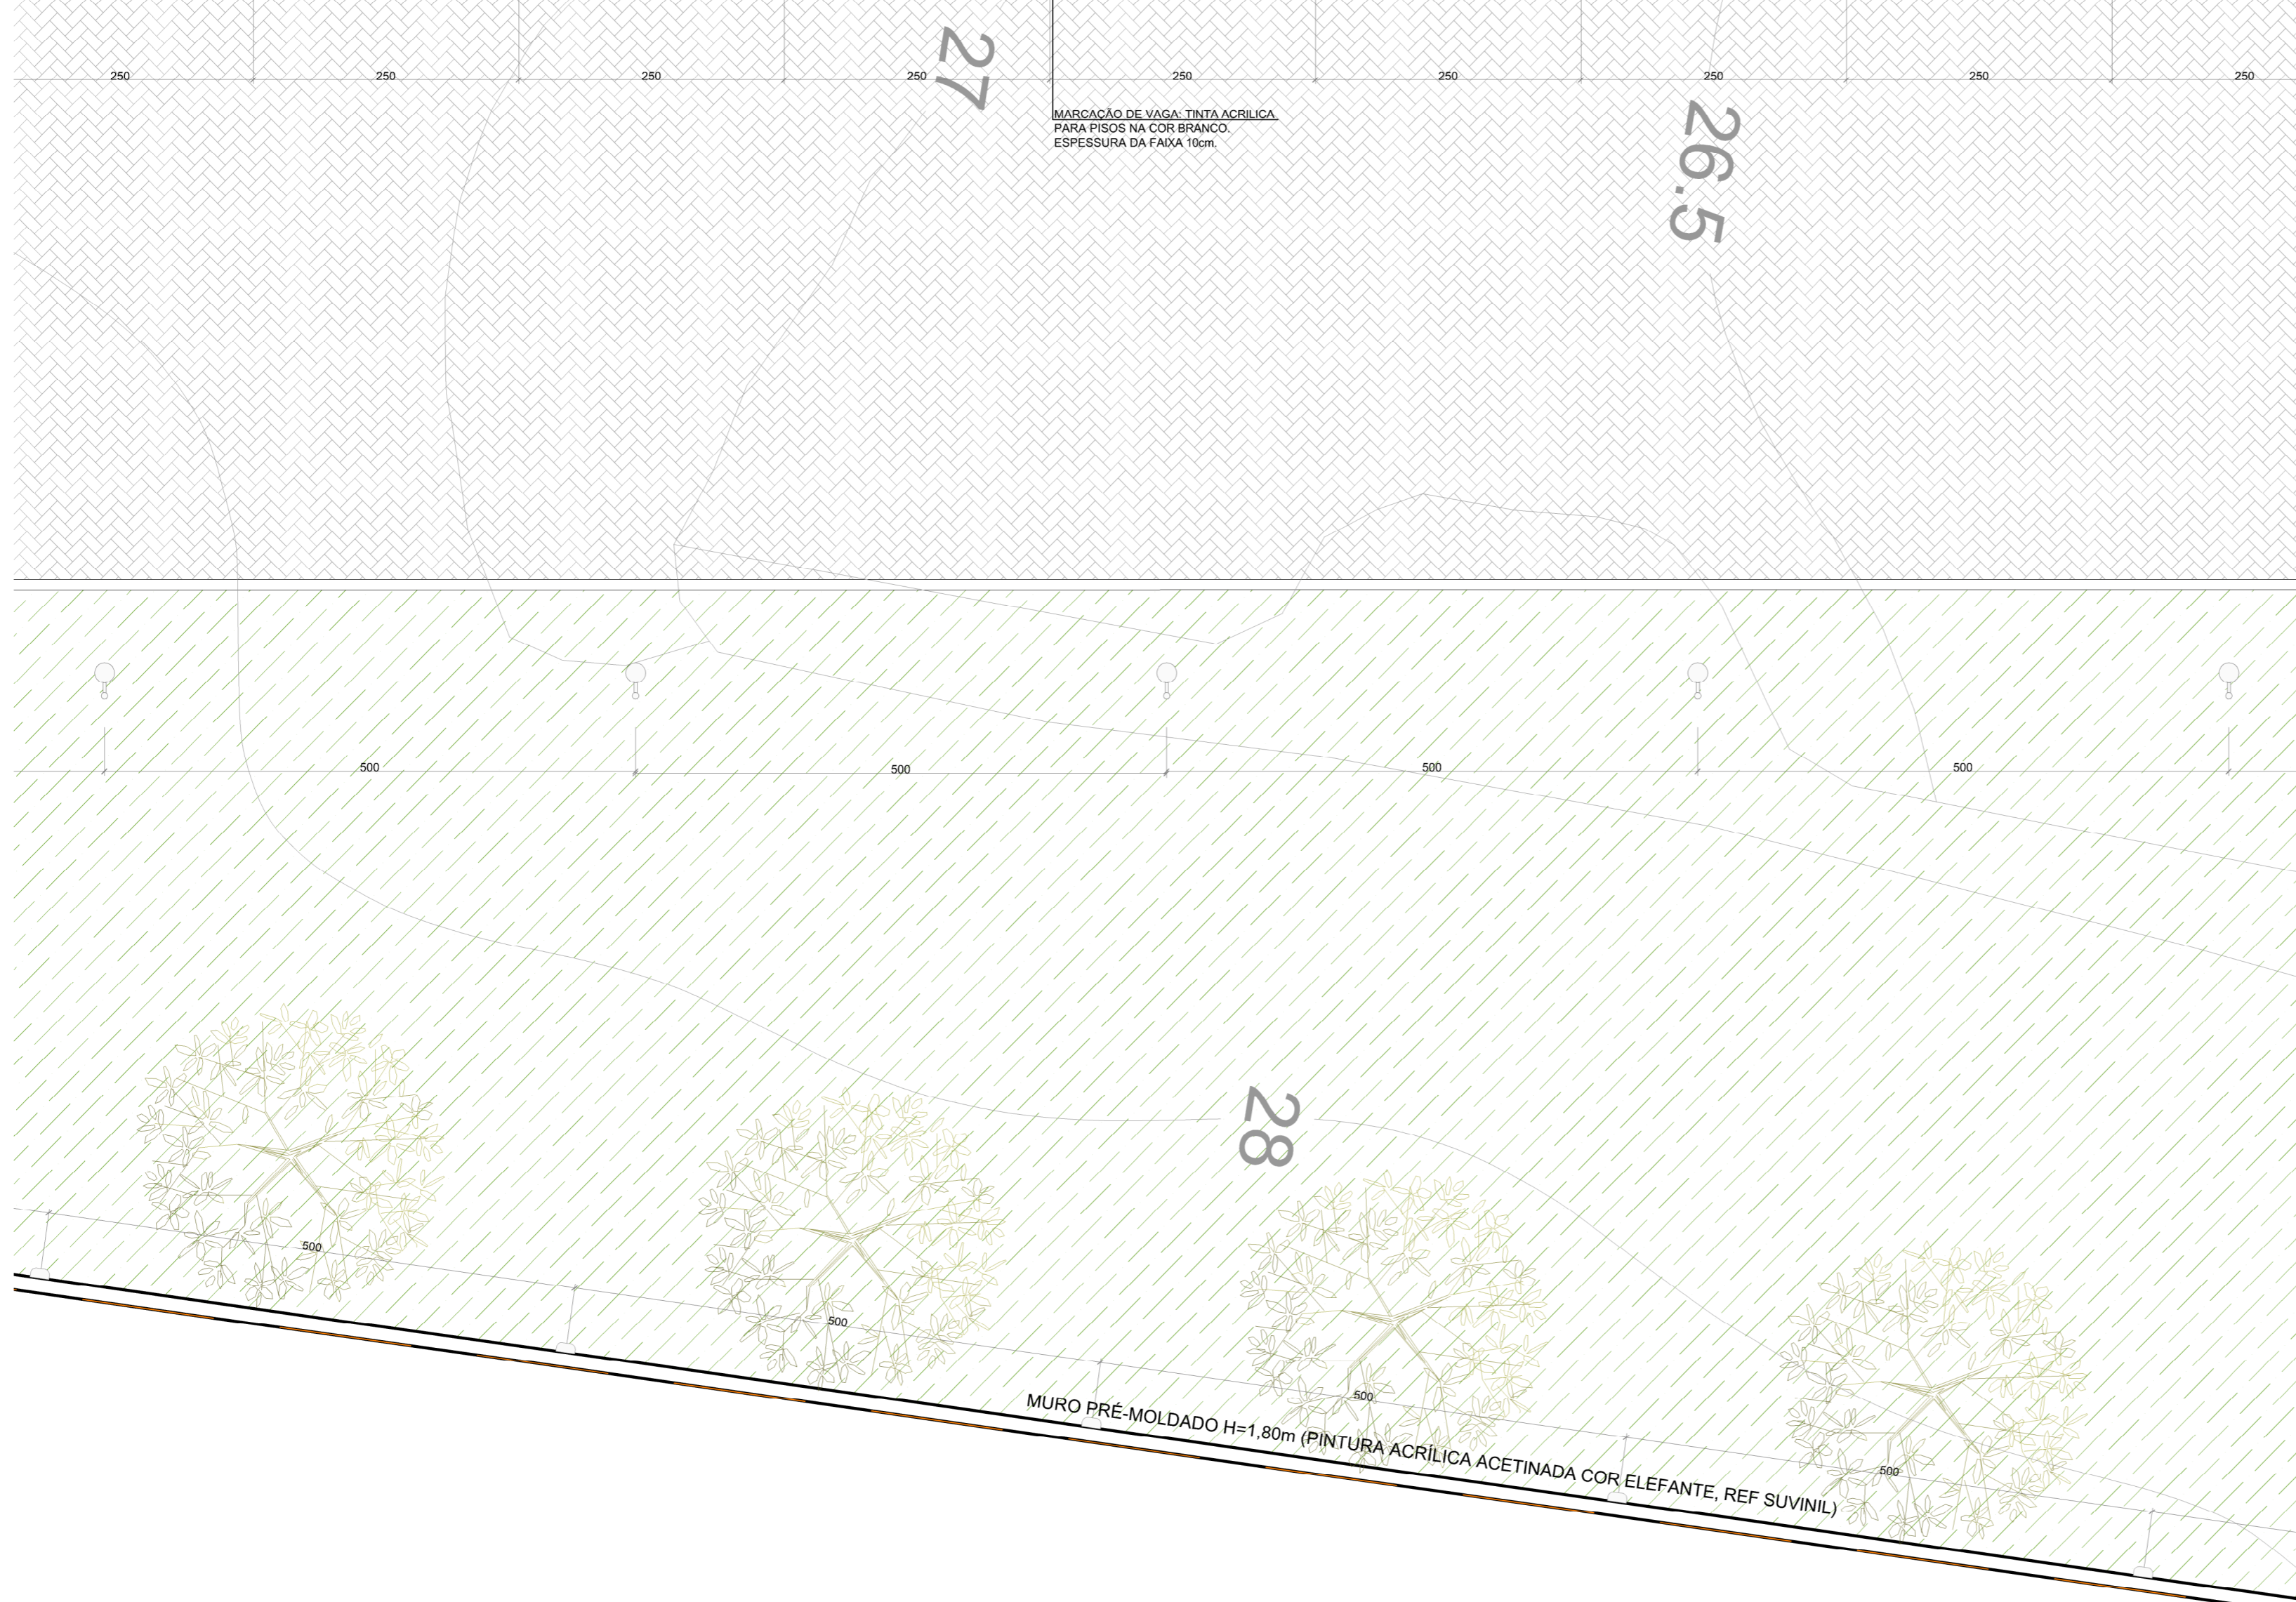 250 250 250 250 250 250 250 250 250
27
MARCAÇÃO DE VAGA: TINTA ACRILICA
PARA PISOS NA COR BRANCO.
ESPESSURA DA FAIXA 10cm.
26.5
500 500 500 500
28
500
500
500
500
MURO PRÉ-MOLDADO H=1,80m (PINTURA ACRÍLICA ACETINADA COR ELEFANTE, REF SUVINIL)